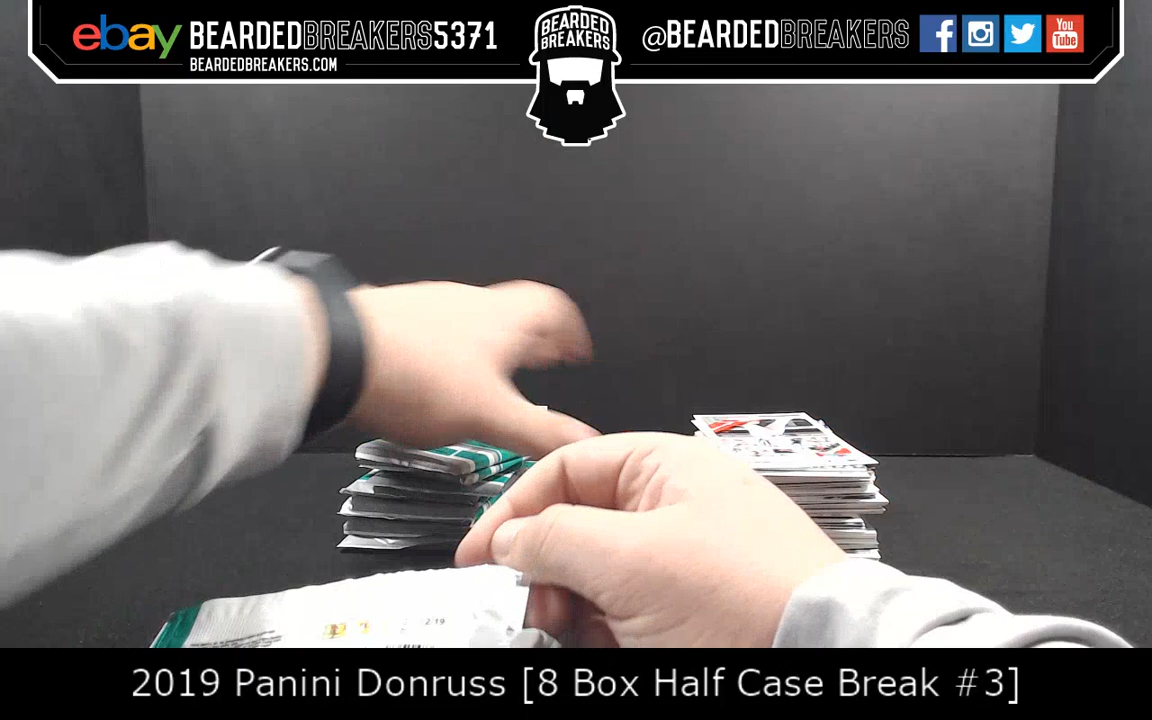 ebay BEARDEDBREAKERS5371
BEARDEDBREAKERS.COM
BEARDED
BREAKERS
@BEARDEDBREAKERS
You
Tube
2019 Panini Donruss [8 Box Half Case Break #3]